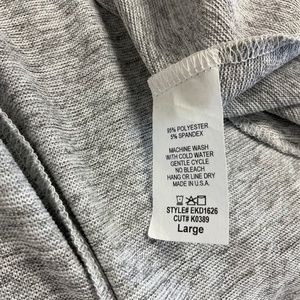 95% POLYESTER
5% SPANDEX
MACHINE WASH
WITH COLD WATER
GENTLE CYCLE
NO BLEACH
HANG OR LINE DRY
MADE IN U.S.A.
STYLE# EKD1626
CUT# K0389
Large